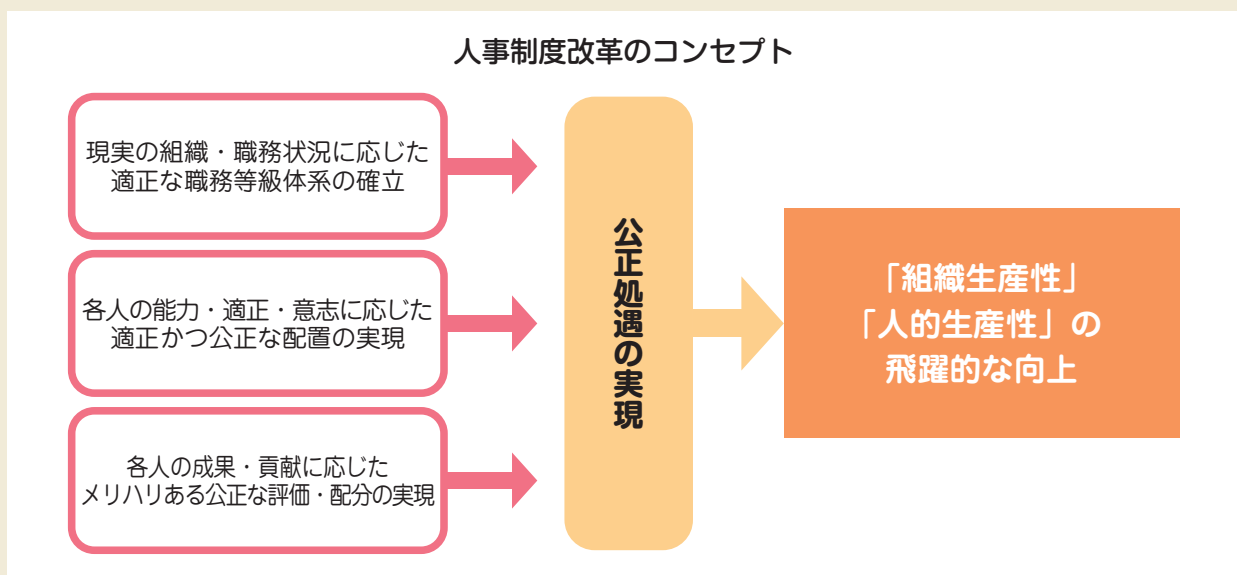 人事制度改革のコンセプト
現実の組織・職務状況に応じた
適正な職務等級体系の確立
各人の能力・適正・意志に応じた
適正かつ公正な配置の実現
各人の成果・貢献に応じた
メリハリある公正な評価・配分の実現
公正処遇の実現
「組織生産性」
「人的生産性」の
飛躍的な向上